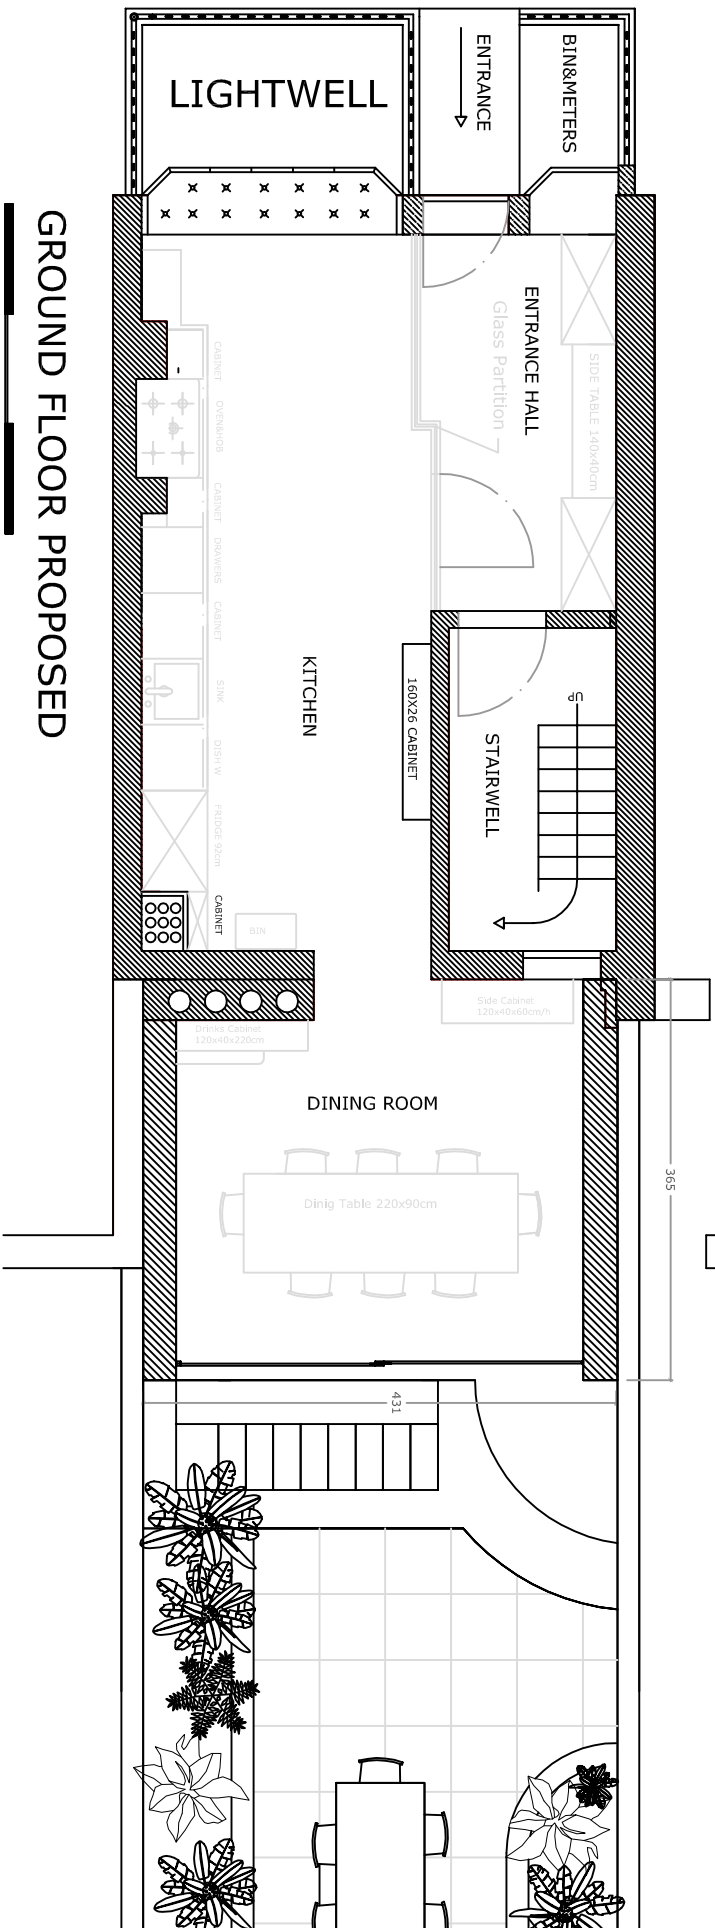 LIGHTWELL
ENTRANCE
BIN&METERS
GROUND FLOOR PROPOSED
ENTRANCE HALL
Glass Partition
SIDE TABLE 140x40cm
CABINET
OVEN&HOB
CABINET
DRAWERS
CABINET
SINK
DISH W
FRIDGE 92cm
CABINET
KITCHEN
160X26 CABINET
UP
STAIRWELL
BIN
Side Cabinet
120x40x60cm/h
Drinks Cabinet
120x40x220cm
DINING ROOM
365
Dinig Table 220x90cm
431